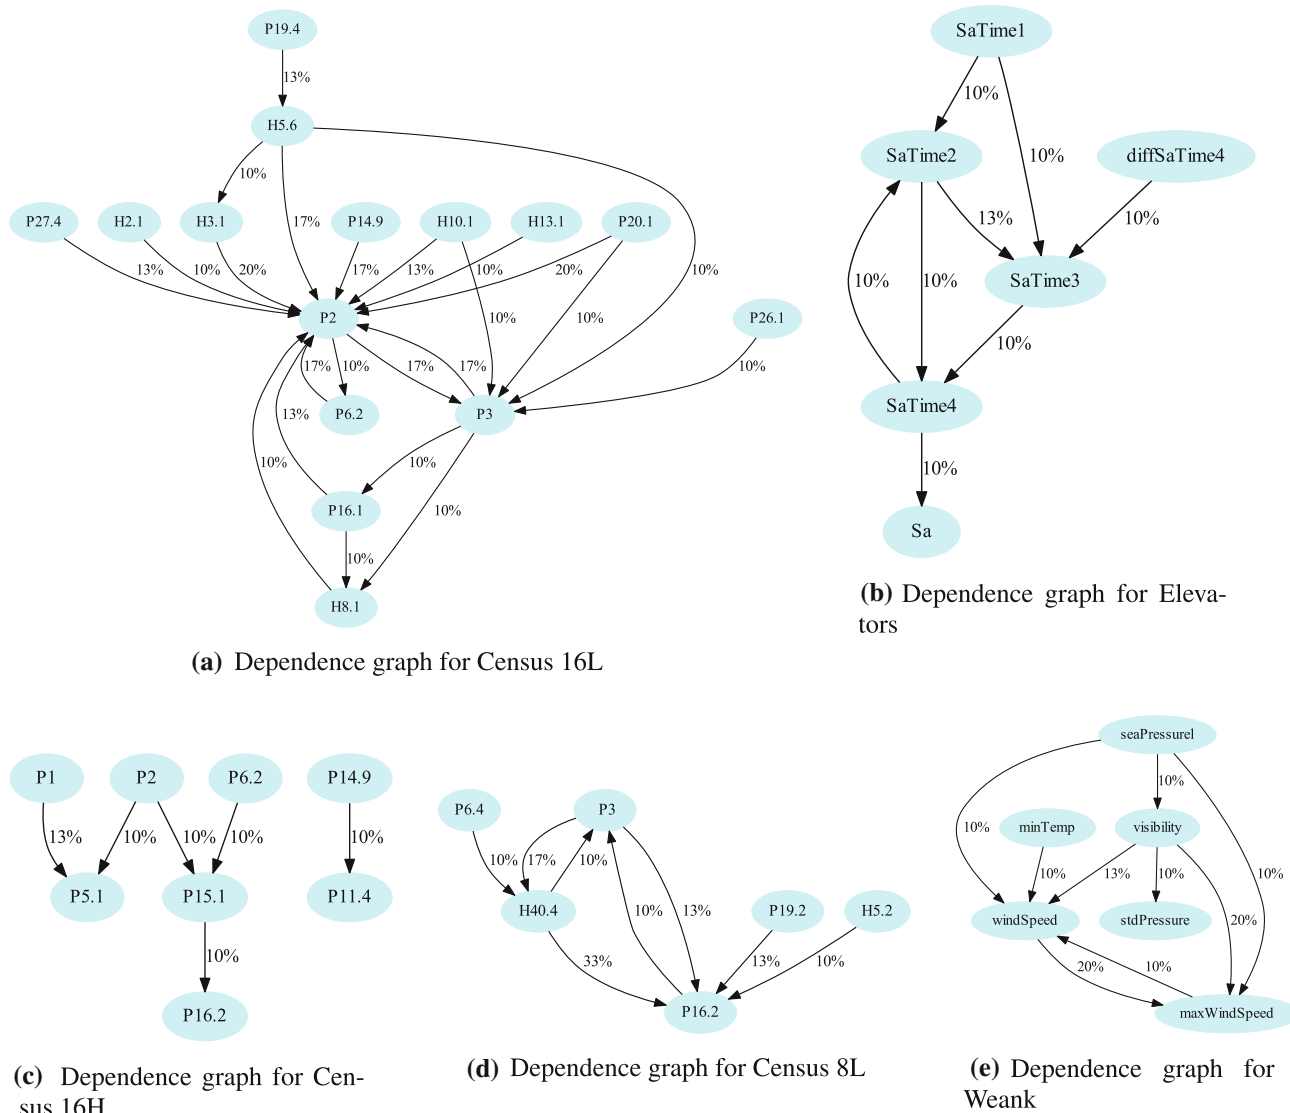 P19.4
13%
H5.6
10%
P27.4
H2.1
H3.1
17%
P14.9
H10.1
H13.1
P20.1
13%
10%
20%
17%
13%
10%
20%
10%
P2
10%
10%
P26.1
17%
10%
17%
17%
10%
13%
P6.2
P3
10%
10%
P16.1
10%
10%
H8.1
(a) Dependence graph for Census 16L
SaTime1
10%
SaTime2
10%
diffSaTime4
13%
10%
10%
10%
SaTime3
10%
SaTime4
10%
Sa
(b) Dependence graph for Eleva-
tors
P1
P2
P6.2
P14.9
13%
10%
10%
10%
10%
P5.1
P15.1
P11.4
10%
P16.2
(c) Dependence graph for Cen-
sus 16H
P6.4
P3
10%
17%
10%
H40.4
10%
13%
P19.2
H5.2
33%
13%
10%
P16.2
(d) Dependence graph for Census 8L
seaPressurel
10%
10%
minTemp
visibility
10%
13%
10%
10%
windSpeed
stdPressure
20%
20%
10%
maxWindSpeed
(e) Dependence graph for
Weank